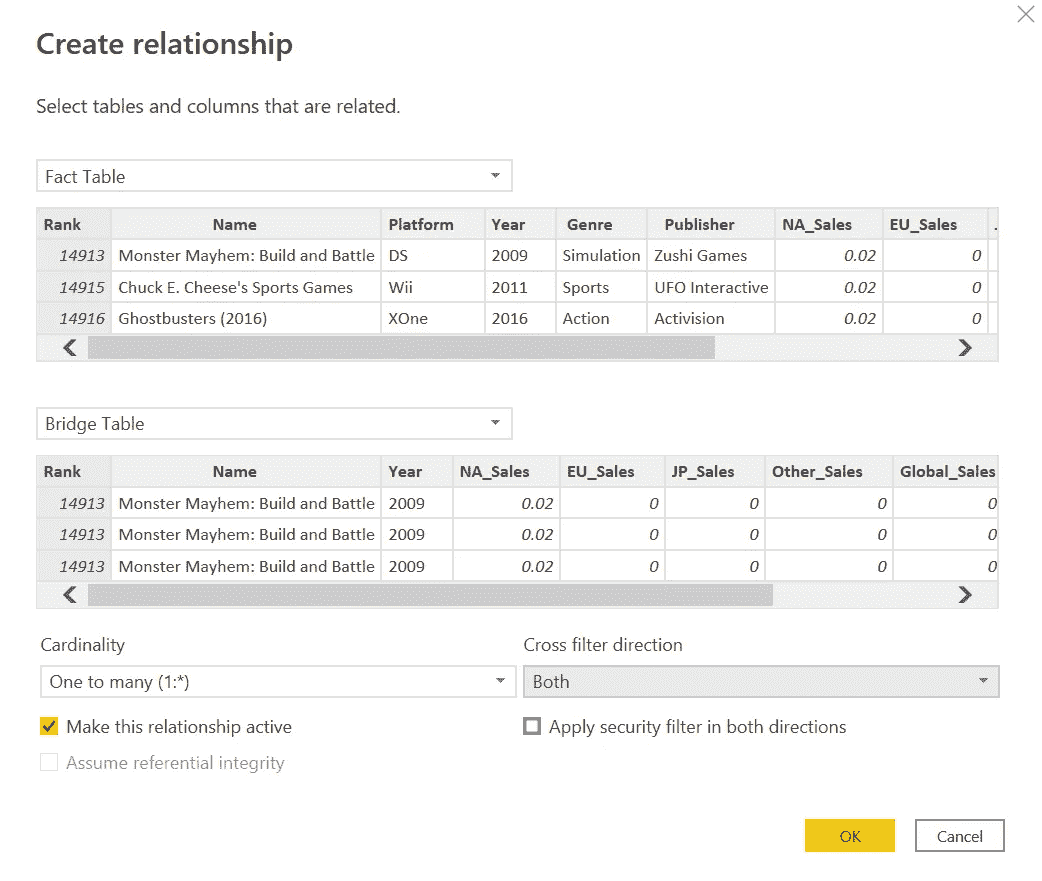 Create relationship
Select tables and columns that are related.
Fact Table
Rank Name Platform Year Genre Publisher NA_Sales EU_Sales .
14913 Monster Mayhem: Build and Battle DS 2009 Simulation Zushi Games 0.02 0
14915 Chuck E. Cheese's Sports Games Wii 2011 Sports UFO Interactive 0.02 0
14916 Ghostbusters (2016) XOne 2016 Action Activision 0.02 0
Bridge Table
Rank Name Year NA_Sales EU_Sales JP_Sales Other_Sales Global_Sales
14913 Monster Mayhem: Build and Battle 2009 0.02 0 0 0 0
14913 Monster Mayhem: Build and Battle 2009 0.02 0 0 0 0
14913 Monster Mayhem: Build and Battle 2009 0.02 0 0 0 0
Cardinality Cross filter direction
One to many (1:*) Both
Make this relationship active Apply security filter in both directions
Assume referential integrity
OK Cancel